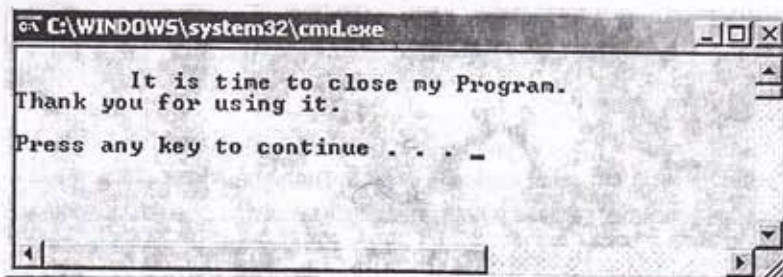 C:\WINDOWS\system32\cmd.exe
It is time to close my Program.
Thank you for using it.
Press any key to continue . . . _